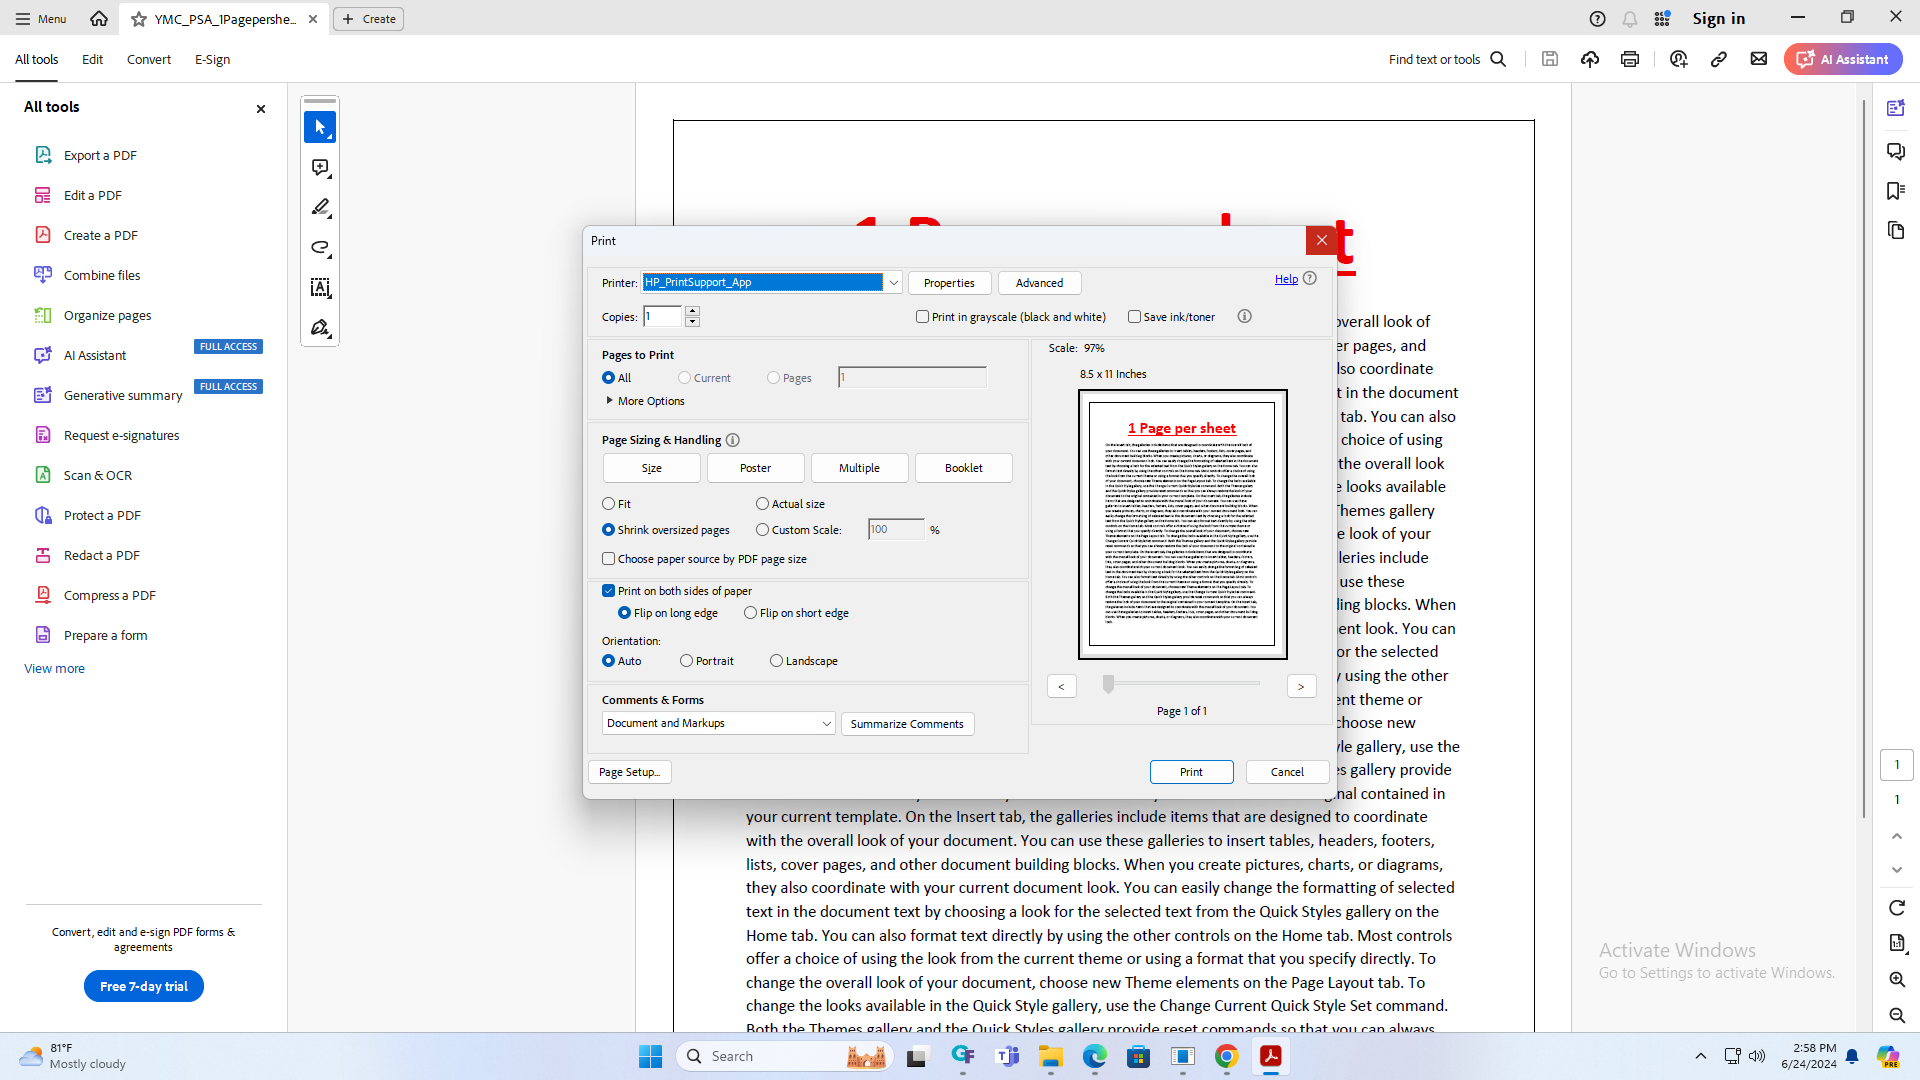 Menu
YMC_PSA_1Pagepershe...
Create
Sign in
All tools
Edit
Convert
E-Sign
Find text or tools
AI Assistant
All tools
Export a PDF
Edit a PDF
Create a PDF
Combine files
Organize pages
AI Assistant
FULL ACCESS
Generative summary
FULL ACCESS
Request e-signatures
Scan & OCR
Protect a PDF
Redact a PDF
Compress a PDF
Prepare a form
View more
Convert, edit and e-sign PDF forms &
agreements
Free 7-day trial
Print
Printer:
HP_PrintSupport_App
Properties
Advanced
Help
Copies:
1
Print in grayscale (black and white)
Save ink/toner
Pages to Print
All
Current
Pages
1
More Options
Page Sizing & Handling
Size
Poster
Multiple
Booklet
Fit
Actual size
Shrink oversized pages
Custom Scale:
100
%
Choose paper source by PDF page size
Print on both sides of paper
Flip on long edge
Flip on short edge
Orientation:
Auto
Portrait
Landscape
Comments & Forms
Document and Markups
Summarize Comments
Page Setup...
Scale: 97%
8.5 x 11 Inches
1 Page per sheet
<
>
Page 1 of 1
Print
Cancel
overall look of
er pages, and
lso coordinate
t in the document
tab. You can also
choice of using
the overall look
e looks available
Themes gallery
e look of your
lleries include
use these
ding blocks. When
ent look. You can
or the selected
y using the other
ent theme or
choose new
yle gallery, use the
es gallery provide
ginal contained in
your current template. On the Insert tab, the galleries include items that are designed to coordinate
with the overall look of your document. You can use these galleries to insert tables, headers, footers,
lists, cover pages, and other document building blocks. When you create pictures, charts, or diagrams,
they also coordinate with your current document look. You can easily change the formatting of selected
text in the document text by choosing a look for the selected text from the Quick Styles gallery on the
Home tab. You can also format text directly by using the other controls on the Home tab. Most controls
offer a choice of using the look from the current theme or using a format that you specify directly. To
change the overall look of your document, choose new Theme elements on the Page Layout tab. To
change the looks available in the Quick Style gallery, use the Change Current Quick Style Set command.
Both the Themes gallery and the Quick Styles gallery provide reset commands so that you can always
1
1
Activate Windows
Go to Settings to activate Windows.
81°F
Mostly cloudy
Search
2:58 PM
6/24/2024